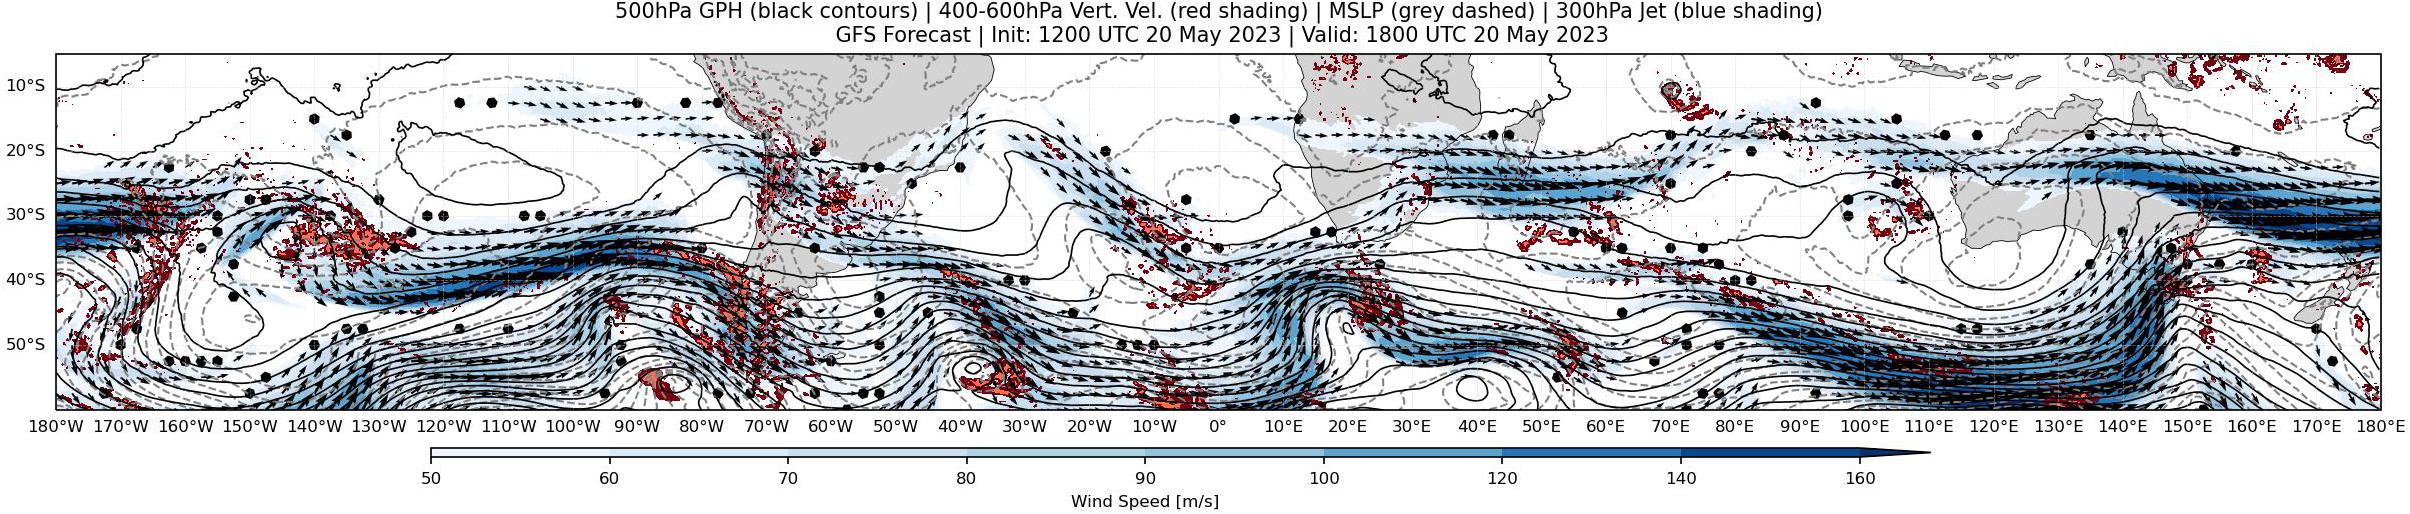 500hPa GPH (black contours) | 400-600hPa Vert. Vel. (red shading) | MSLP (grey dashed) | 300hPa Jet (blue shading)
GFS Forecast | Init: 1200 UTC 20 May 2023 | Valid: 1800 UTC 20 May 2023
10°S
20°S
30°S
40°S
50°S
180°W 170°W 160°W 150°W 140°W 130°W 120°W 110°W 100°W 90°W 80°W 70°W 60°W 50°W 40°W 30°W 20°W 10°W 0° 10°E 20°E 30°E 40°E 50°E 60°E 70°E 80°E 90°E 100°E 110°E 120°E 130°E 140°E 150°E 160°E 170°E 180°E
50 60 70 80 90 100 120 140 160
Wind Speed [m/s]